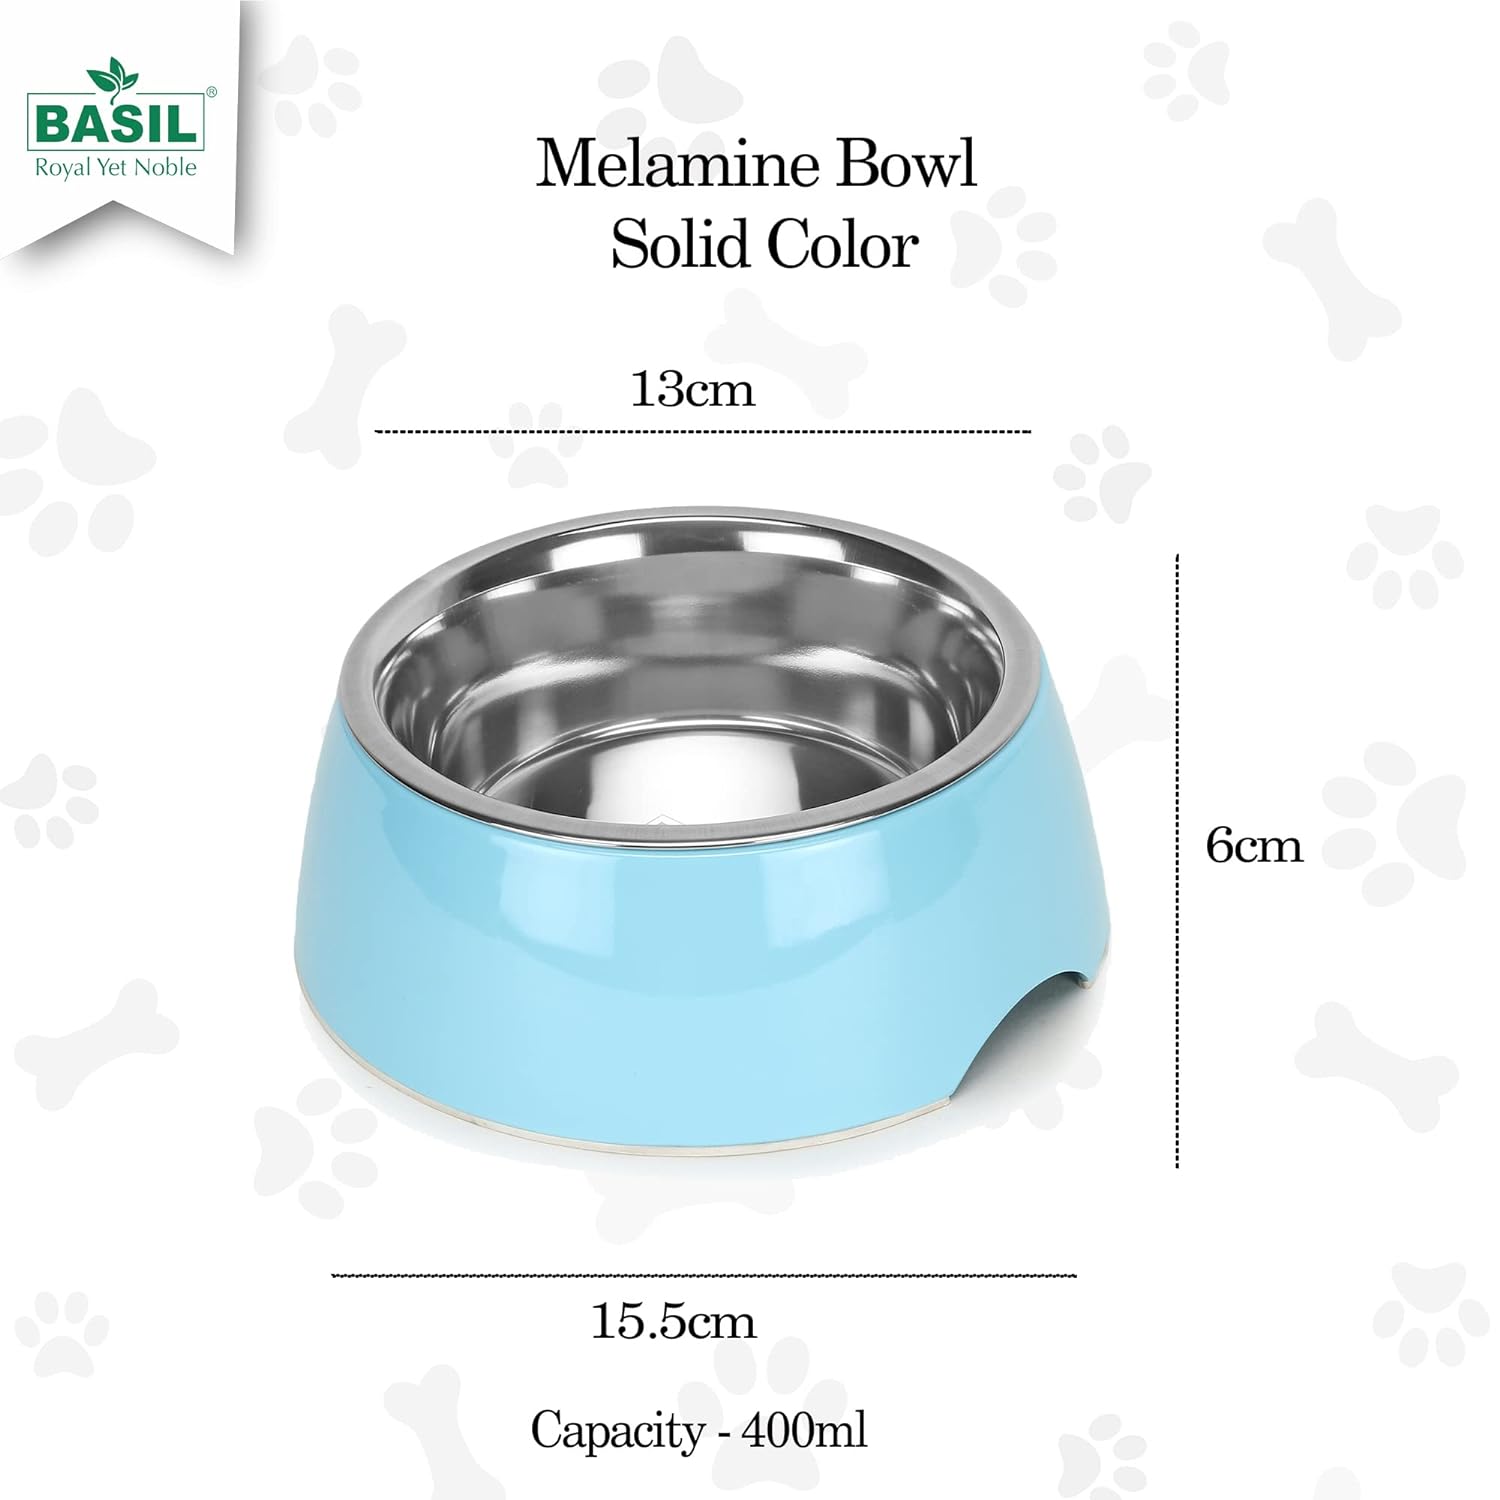 BASIL®
Royal Yet Noble
Melamine Bowl
Solid Color
13cm
6cm
15.5cm
Capacity - 400ml